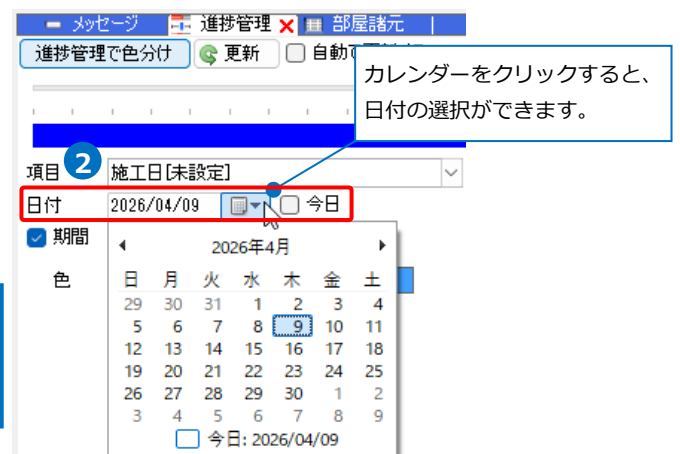 メッセージ 進捗管理 部屋諸元
進捗管理で色分け 更新 自動
カレンダーをクリックすると、
日付の選択ができます。
項目 2 施工日[未設定]
日付 2026/04/09 今日
期間
2026年4月
色
日 月 火 水 木 金 土
29 30 31 1 2 3 4
5 6 7 8 9 10 11
12 13 14 15 16 17 18
19 20 21 22 23 24 25
26 27 28 29 30 1 2
3 4 5 6 7 8 9
今日: 2026/04/09